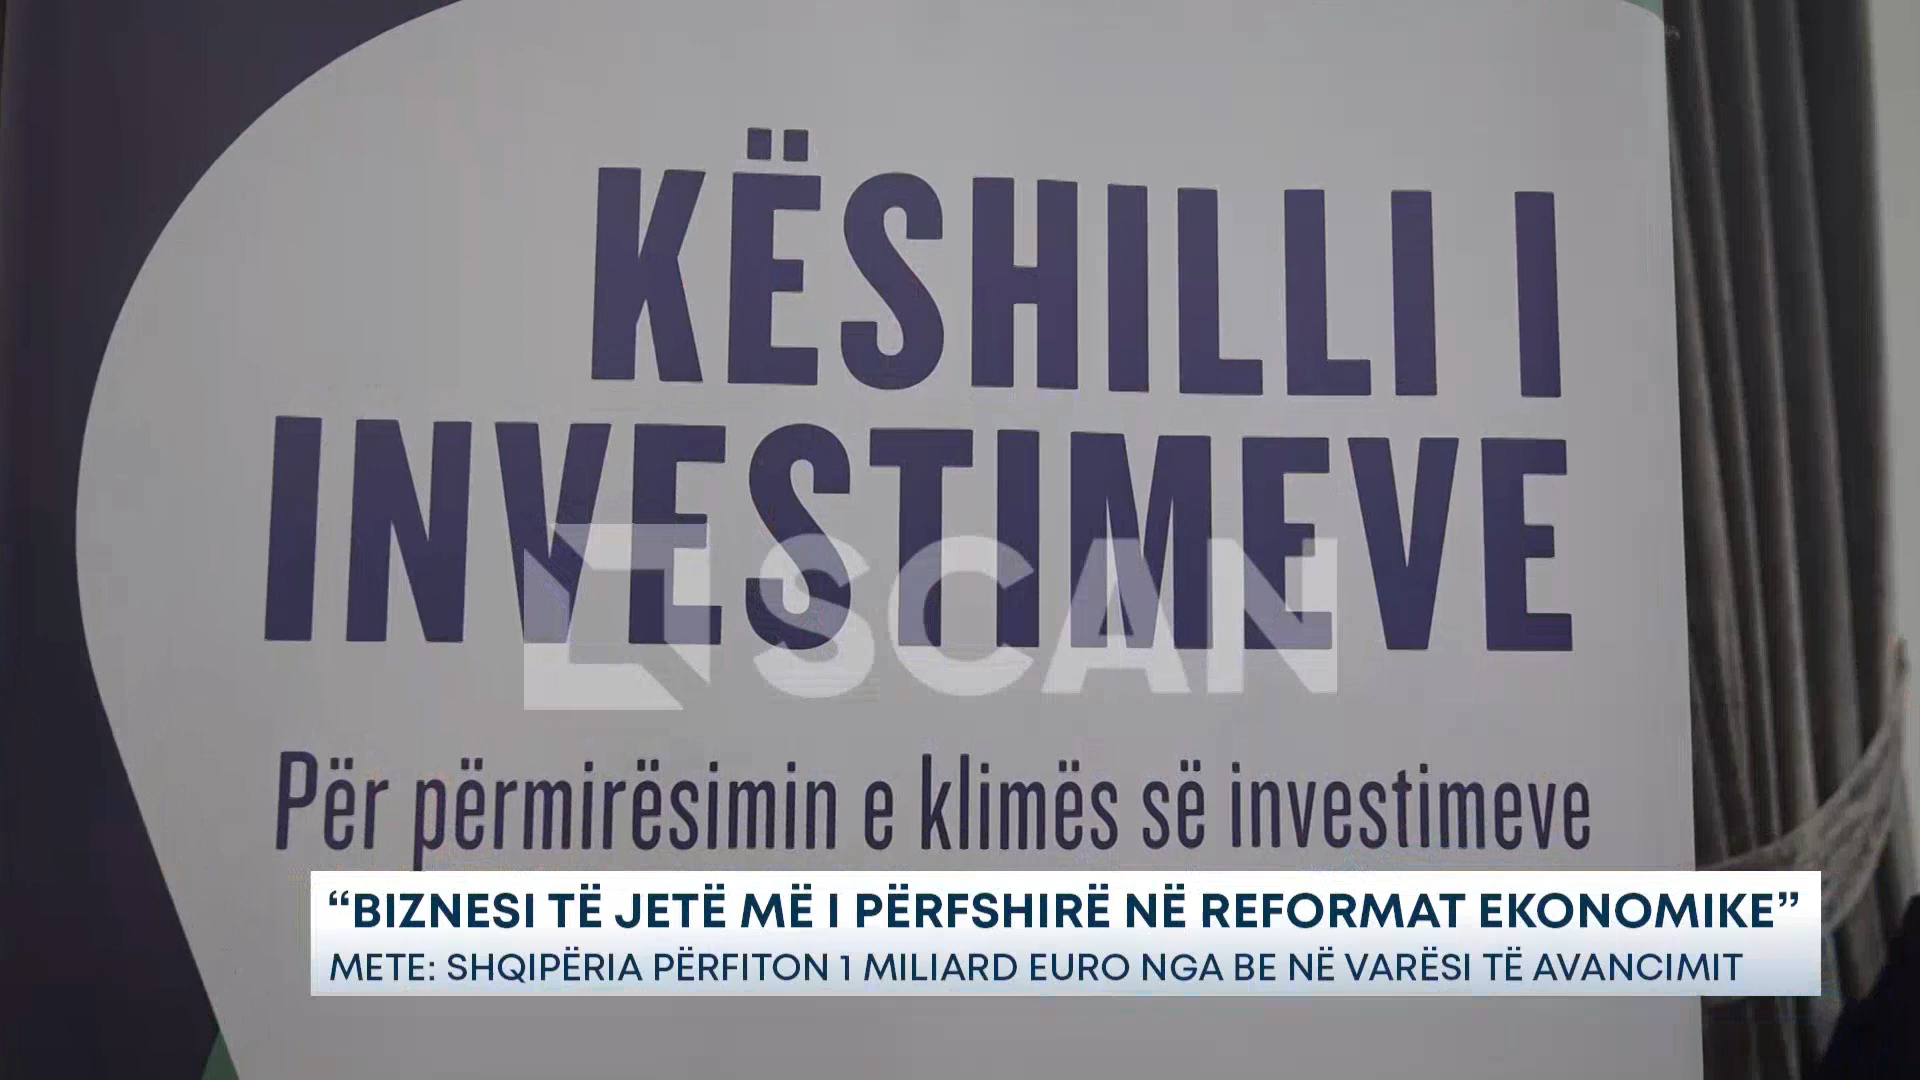 KËSHILLI I
INVESTIMEVE
SCAN
Për përmirësimin e klimës së investimeve
“BIZNESI TË JETË MË I PËRFSHIRË NË REFORMAT EKONOMIKE”
METE: SHQIPËRIA PËRFITON 1 MILIARD EURO NGA BE NË VARËSI TË AVANCIMIT